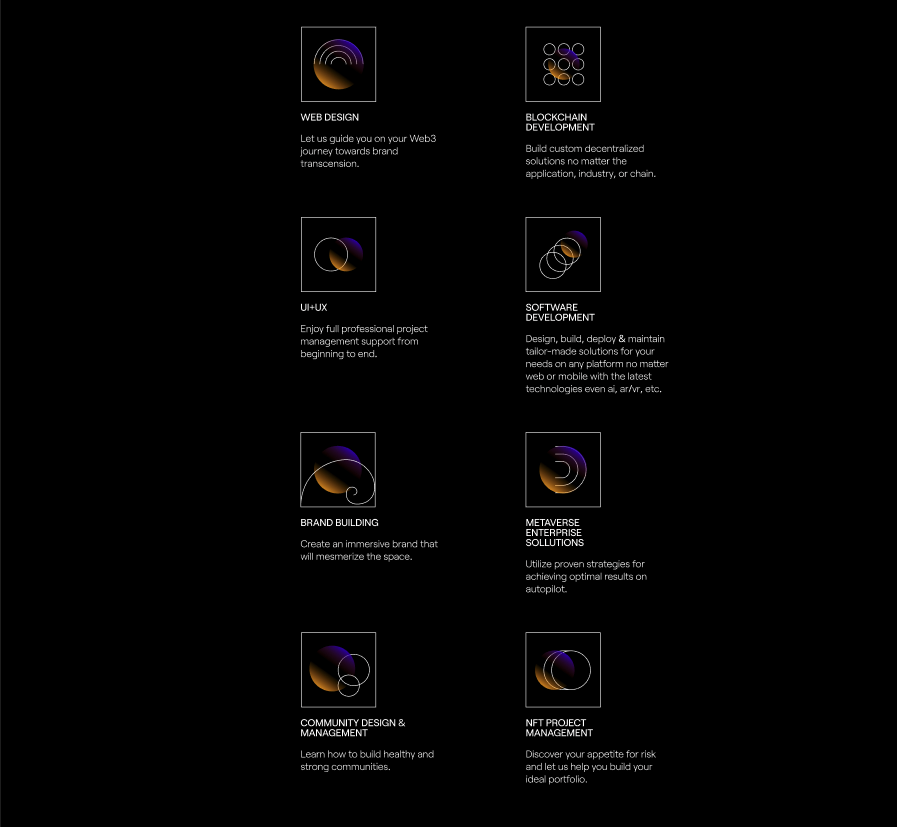 WEB DESIGN
Let us guide you on your Web3
journey towards brand
transcension.
BLOCKCHAIN
DEVELOPMENT
Build custom decentralized
solutions no matter the
application, industry, or chain.
UI+UX
Enjoy full professional project
management support from
beginning to end.
SOFTWARE
DEVELOPMENT
Design, build, deploy & maintain
tailor-made solutions for your
needs on any platform no matter
web or mobile with the latest
technologies even ai, ar/vr, etc.
BRAND BUILDING
Create an immersive brand that
will mesmerize the space.
METAVERSE
ENTERPRISE
SOLLUTIONS
Utilize proven strategies for
achieving optimal results on
autopilot.
COMMUNITY DESIGN &
MANAGEMENT
Learn how to build healthy and
strong communities.
NFT PROJECT
MANAGEMENT
Discover your appetite for risk
and let us help you build your
ideal portfolio.